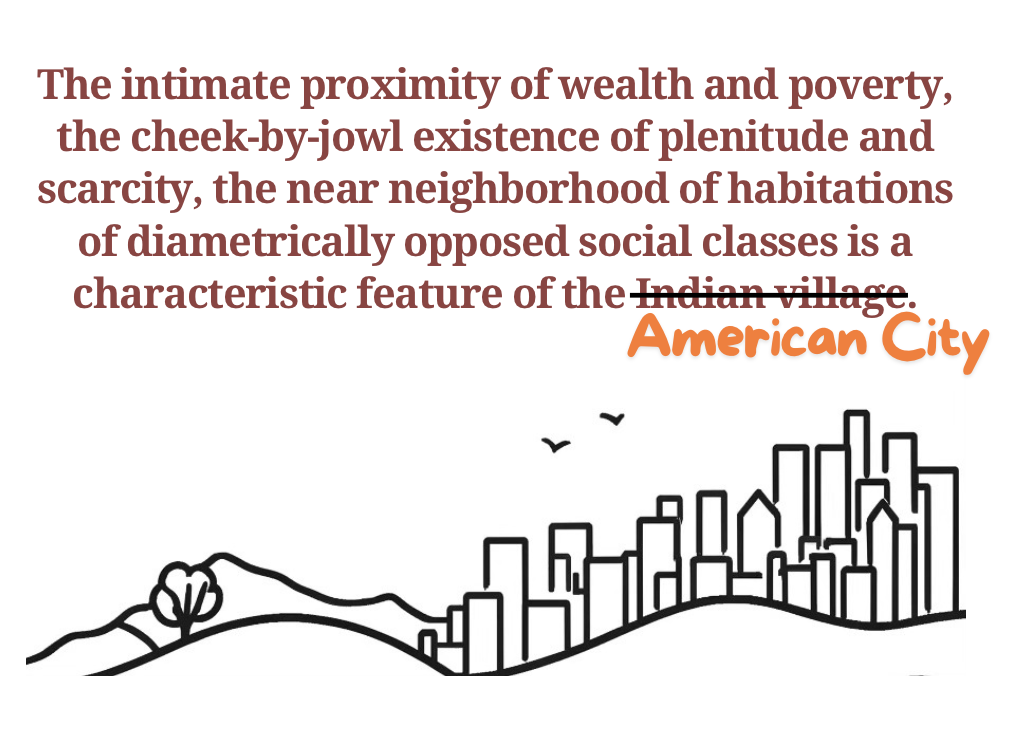 The intimate proximity of wealth and poverty,
the cheek-by-jowl existence of plenitude and
scarcity, the near neighborhood of habitations
of diametrically opposed social classes is a
characteristic feature of the Indian village.
American City